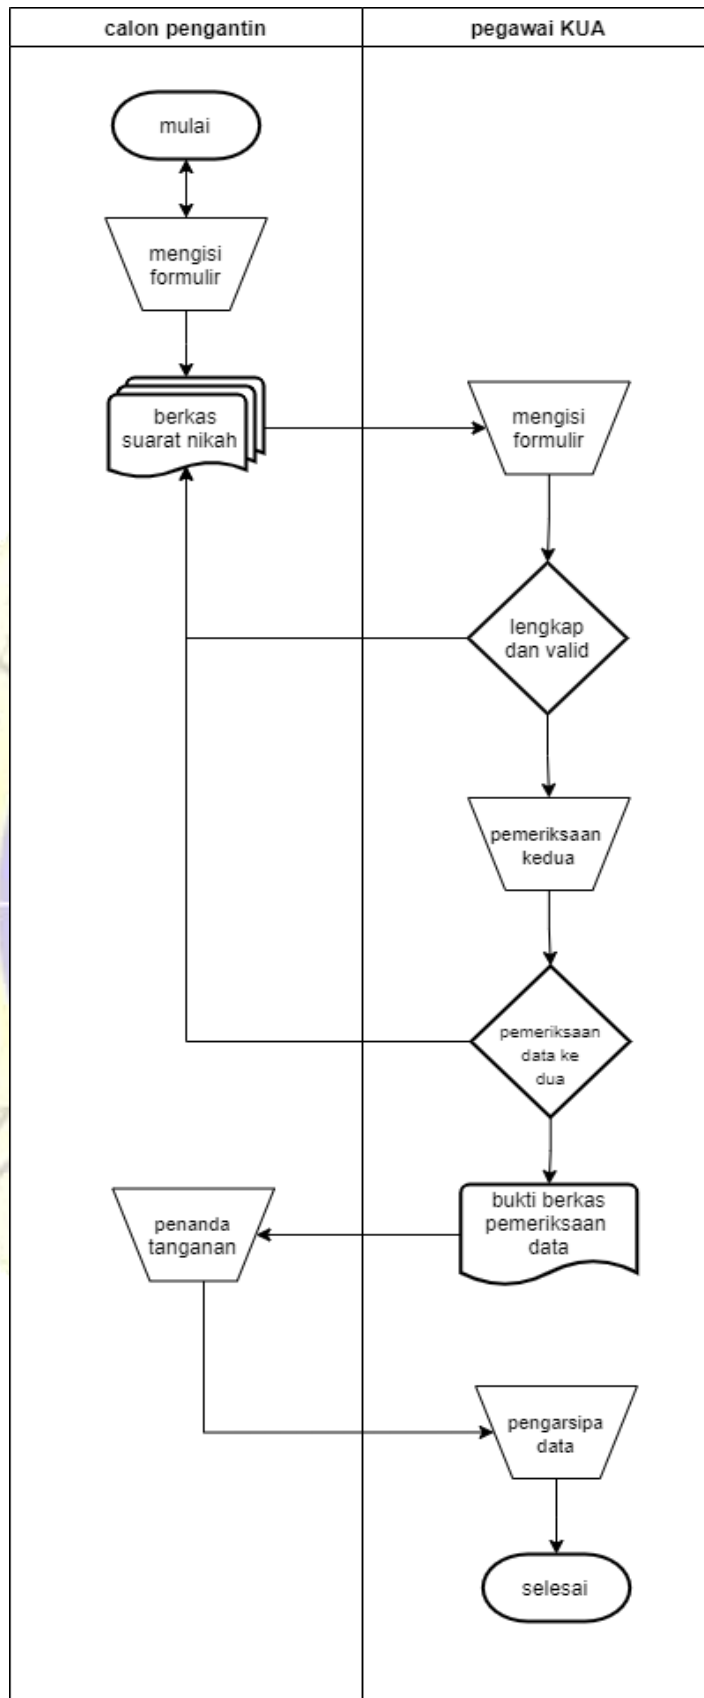 calon pengantin
pegawai KUA
mulai
mengisi
formulir
berkas
suarat nikah
mengisi
formulir
lengkap
dan valid
pemeriksaan
kedua
pemeriksaan
data ke
dua
bukti berkas
pemeriksaan
data
penanda
tanganan
pengarsipa
data
selesai